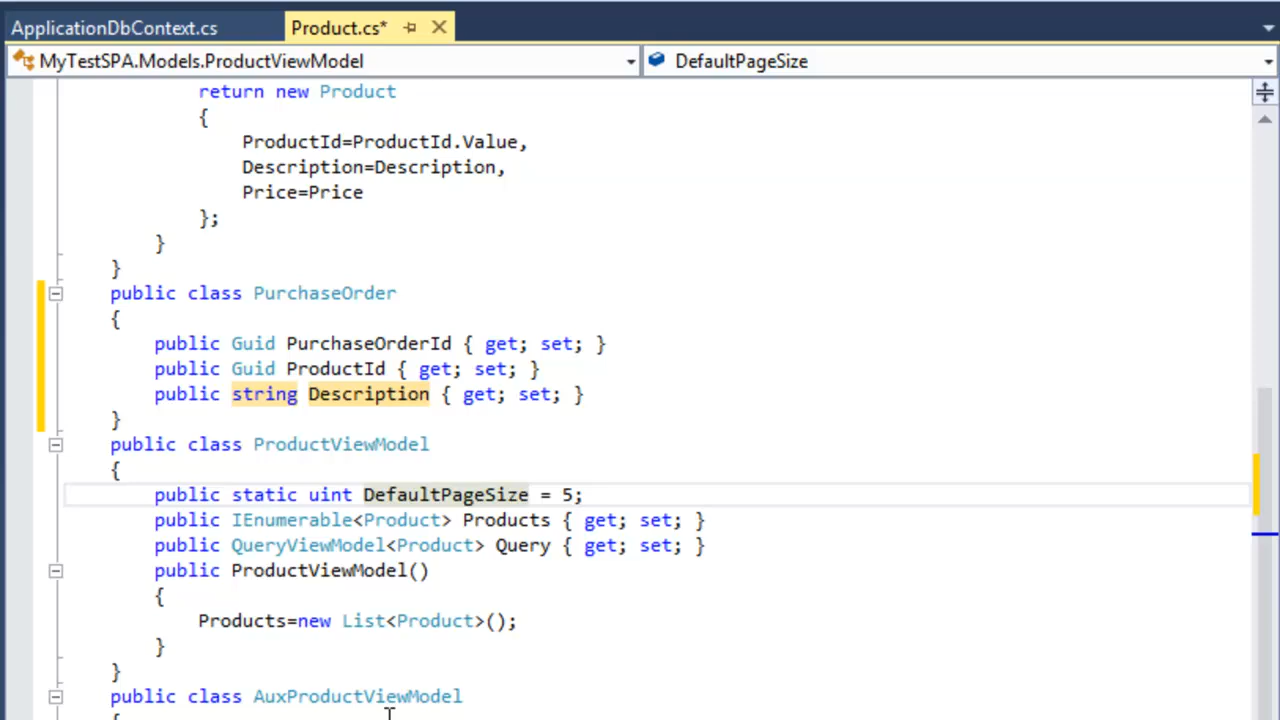 ApplicationDbContext.cs Product.cs*
MyTestSPA.Models.ProductViewModel DefaultPageSize
return new Product
{
ProductId=ProductId.Value,
Description=Description,
Price=Price
};
}
}
public class PurchaseOrder
{
public Guid PurchaseOrderId { get; set; }
public Guid ProductId { get; set; }
public string Description { get; set; }
}
public class ProductViewModel
{
public static uint DefaultPageSize = 5;
public IEnumerable<Product> Products { get; set; }
public QueryViewModel<Product> Query { get; set; }
public ProductViewModel()
{
Products=new List<Product>();
}
}
public class AuxProductViewModel
{